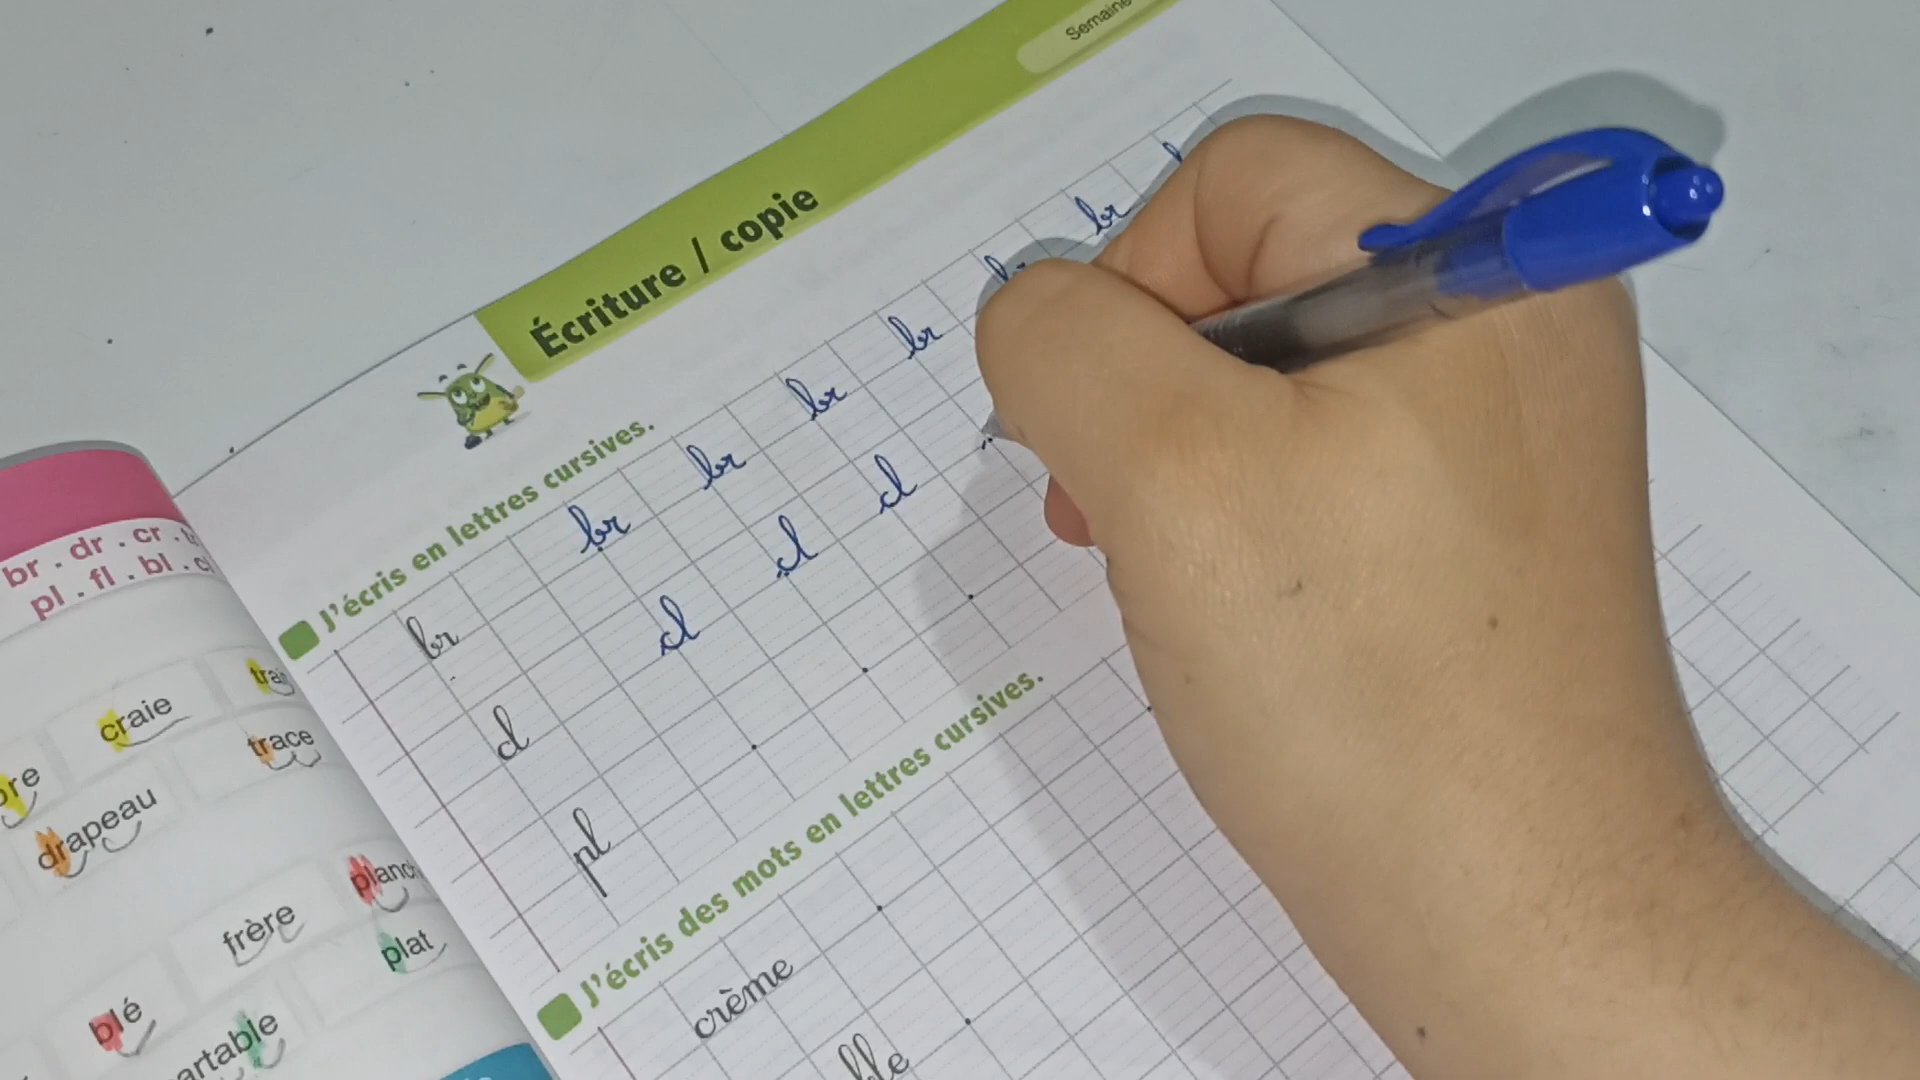 br . dr . cr .
pl . fl . bl .
craie
trace
drapeau
frère
plat
blé
Semaine
Écriture / copie
J'écris en lettres cursives.
br br br br br br
cl cl cl cl
pl
J'écris des mots en lettres cursives.
crème